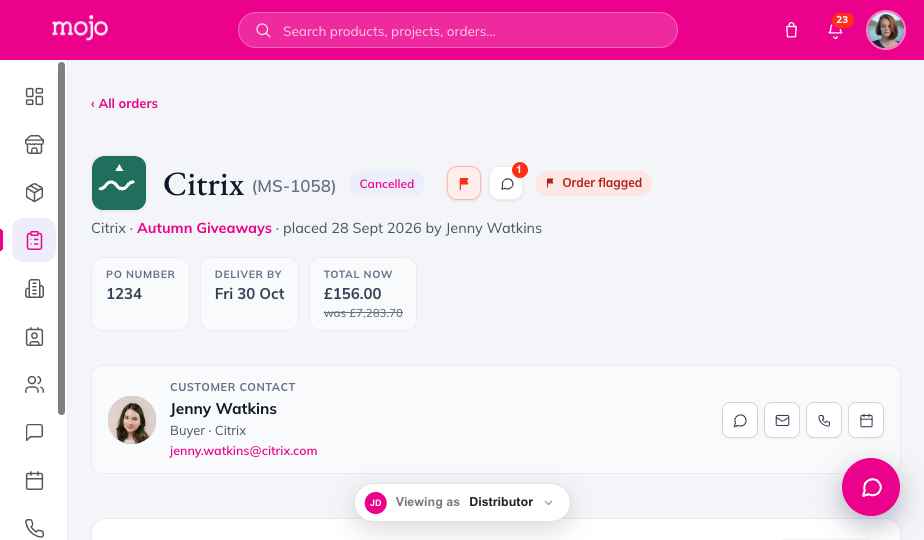 mojo
Search products, projects, orders...
23
‹ All orders
Citrix (MS-1058) Cancelled 1 Order flagged
Citrix · Autumn Giveaways · placed 28 Sept 2026 by Jenny Watkins
PO NUMBER
1234
DELIVER BY
Fri 30 Oct
TOTAL NOW
£156.00
was £7,283.70
CUSTOMER CONTACT
Jenny Watkins
Buyer · Citrix
jenny.watkins@citrix.com
JD Viewing as Distributor